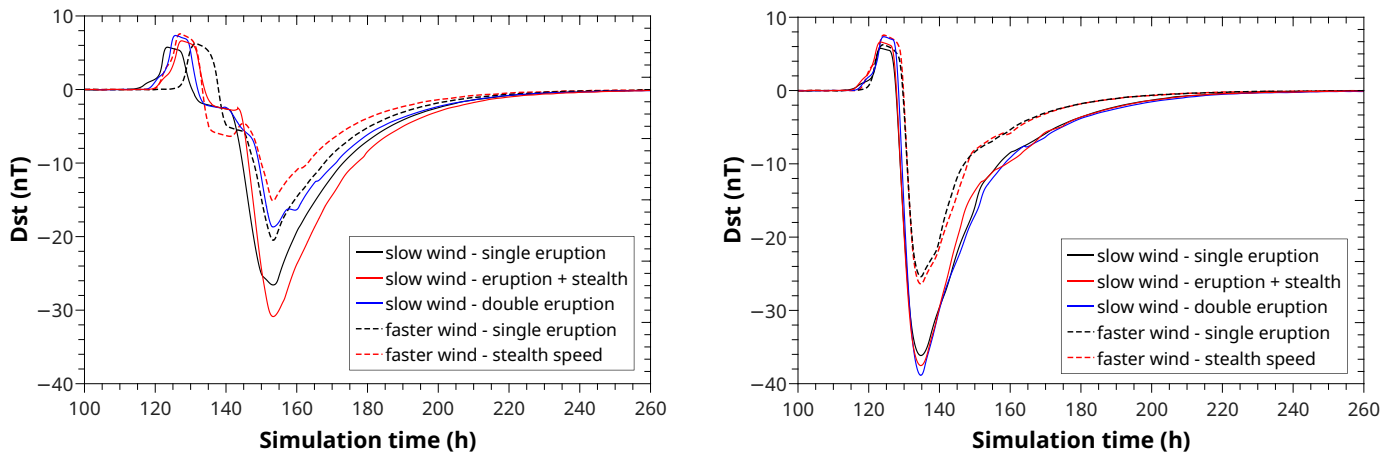 10
0
−10
−20
−30
−40
Dst (nT)
slow wind - single eruption
slow wind - eruption + stealth
slow wind - double eruption
faster wind - single eruption
faster wind - stealth speed
100 120 140 160 180 200 220 240 260
Simulation time (h)
10
0
−10
−20
−30
−40
Dst (nT)
slow wind - single eruption
slow wind - eruption + stealth
slow wind - double eruption
faster wind - single eruption
faster wind - stealth speed
100 120 140 160 180 200 220 240 260
Simulation time (h)